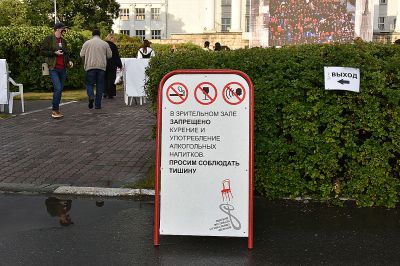 ВЫХОД
В ЗРИТЕЛЬНОМ ЗАЛЕ
ЗАПРЕЩЕНО
КУРЕНИЕ И
УПОТРЕБЛЕНИЕ
АЛКОГОЛЬНЫХ
НАПИТКОВ.
ПРОСИМ СОБЛЮДАТЬ
ТИШИНУ